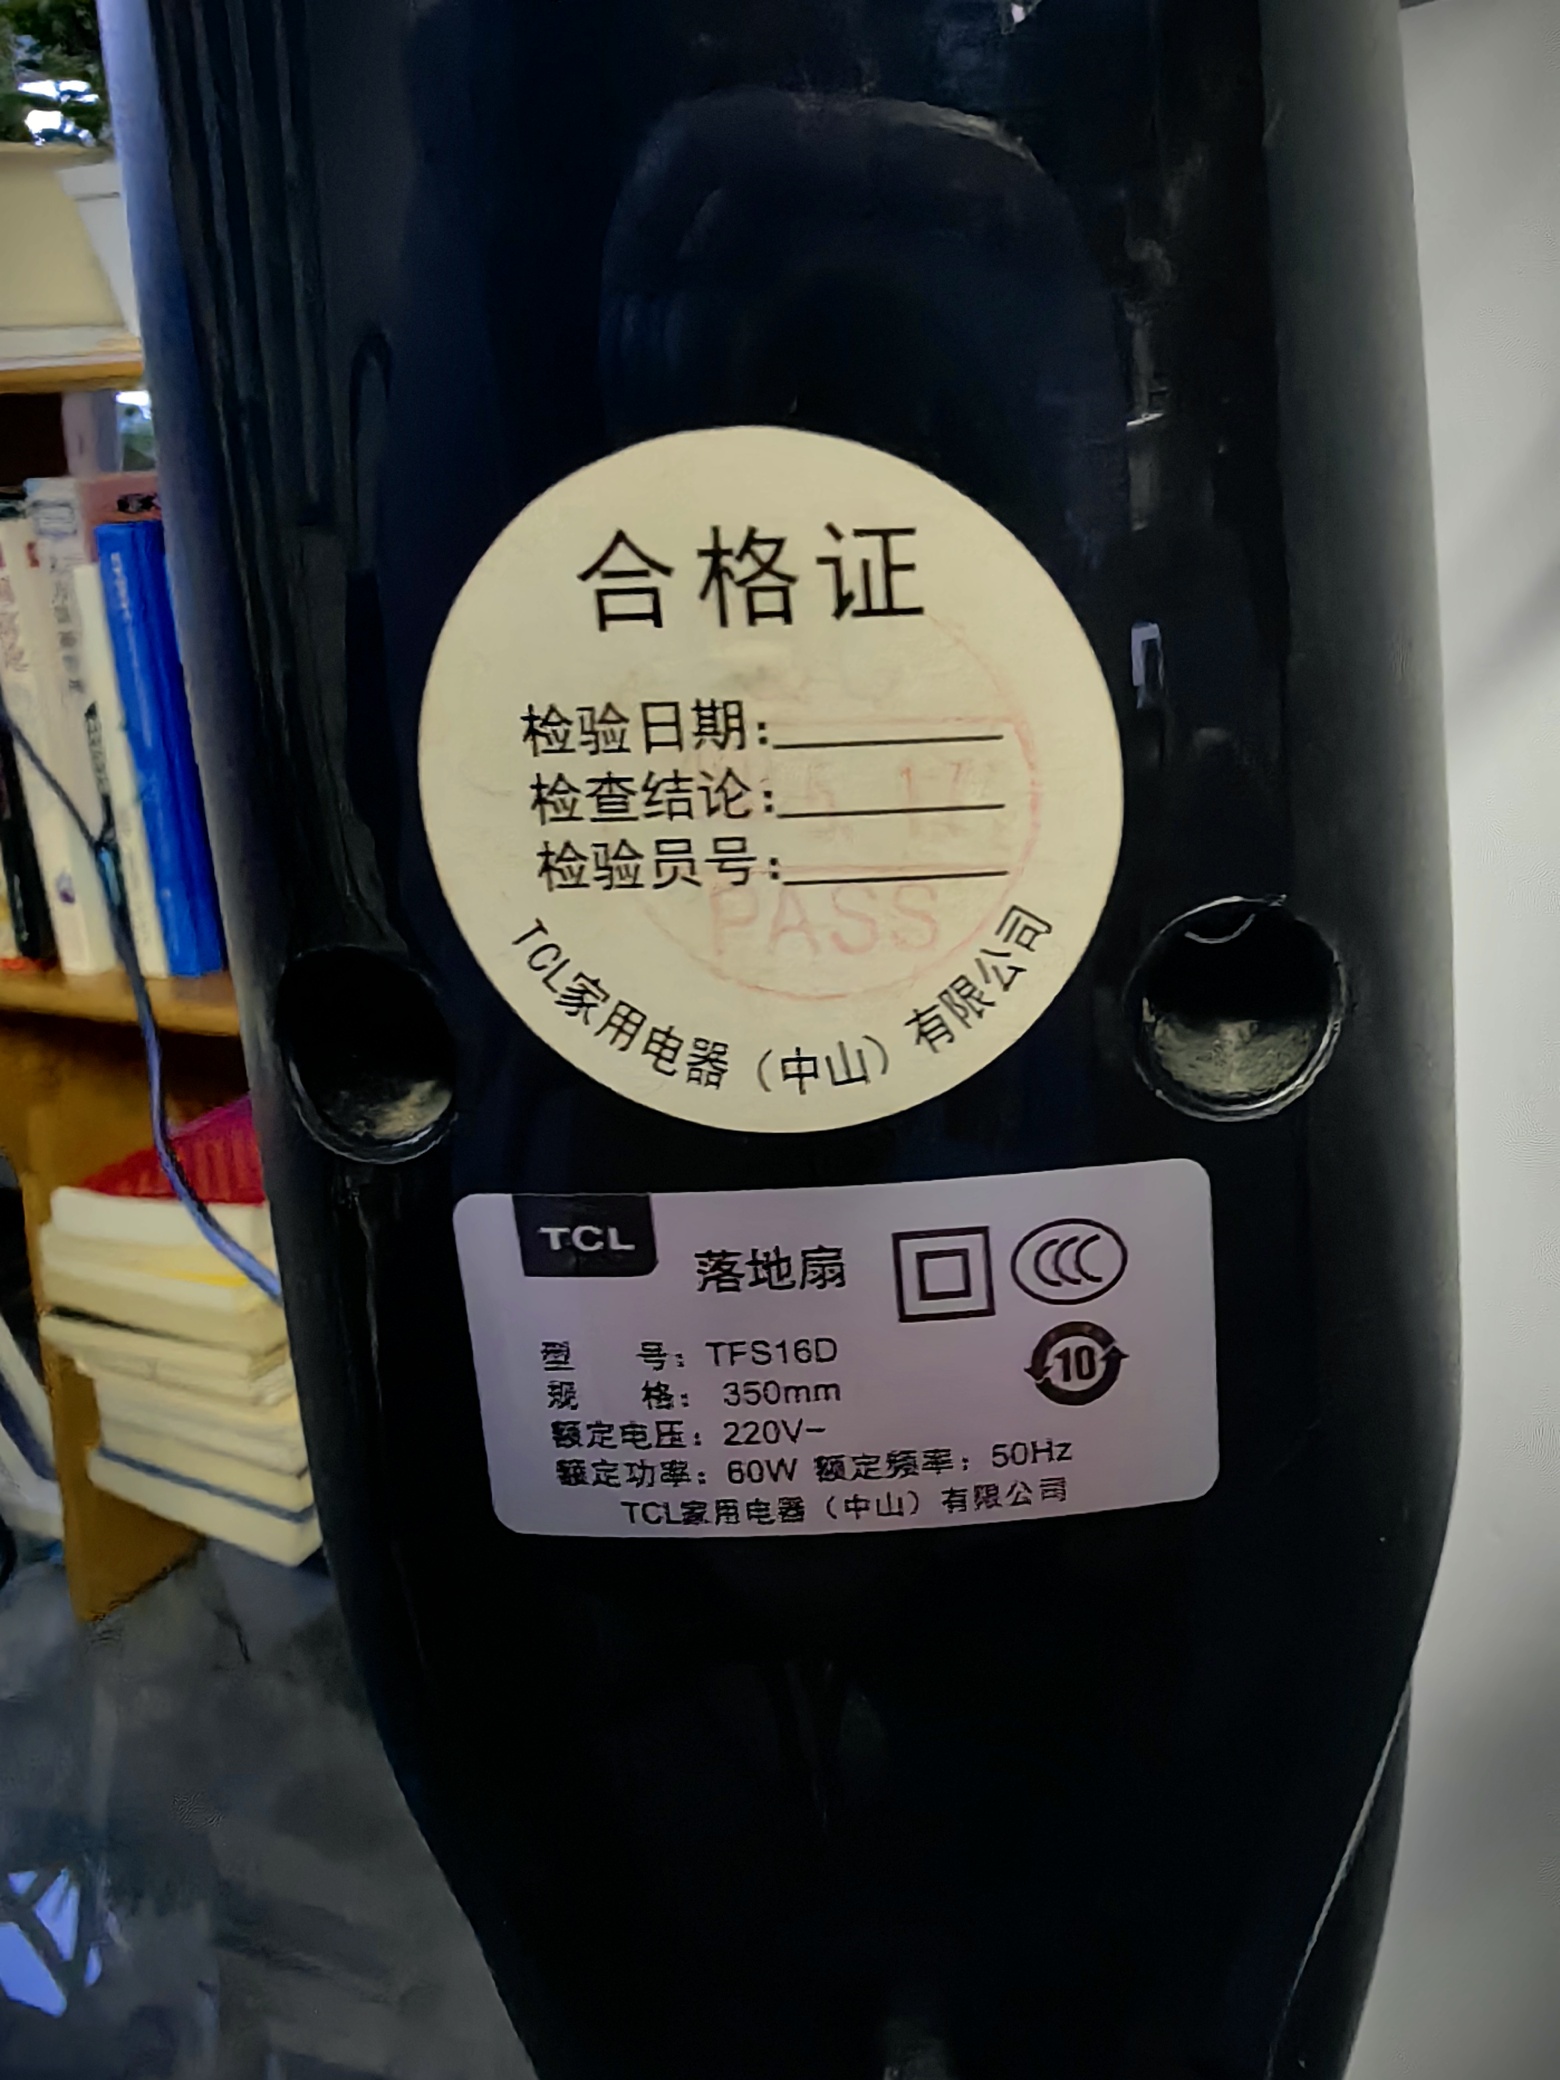 合格证
检验日期:
检查结论:
检验员号:
PASS
TCL家用电器（中山）有限公司
TCL
落地扇
CCC
型 号: TFS16D
10
规 格: 350mm
额定电压: 220V~
额定功率: 60W 额定频率: 50Hz
TCL家用电器（中山）有限公司